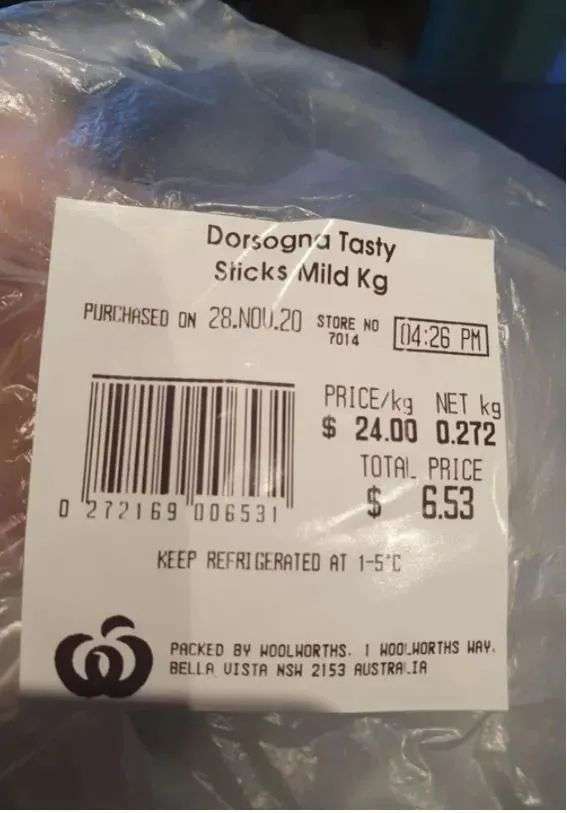 Dorsogna Tasty
Sticks Mild Kg
PURCHASED ON 28.NOV.20 STORE NO 7014 04:26 PM
PRICE/kg NET kg
$ 24.00 0.272
TOTAL PRICE
$ 6.53
0 272169 006531
KEEP REFRIGERATED AT 1-5°C
PACKED BY WOOLWORTHS. 1 WOOLWORTHS WAY.
BELLA VISTA NSW 2153 AUSTRALIA